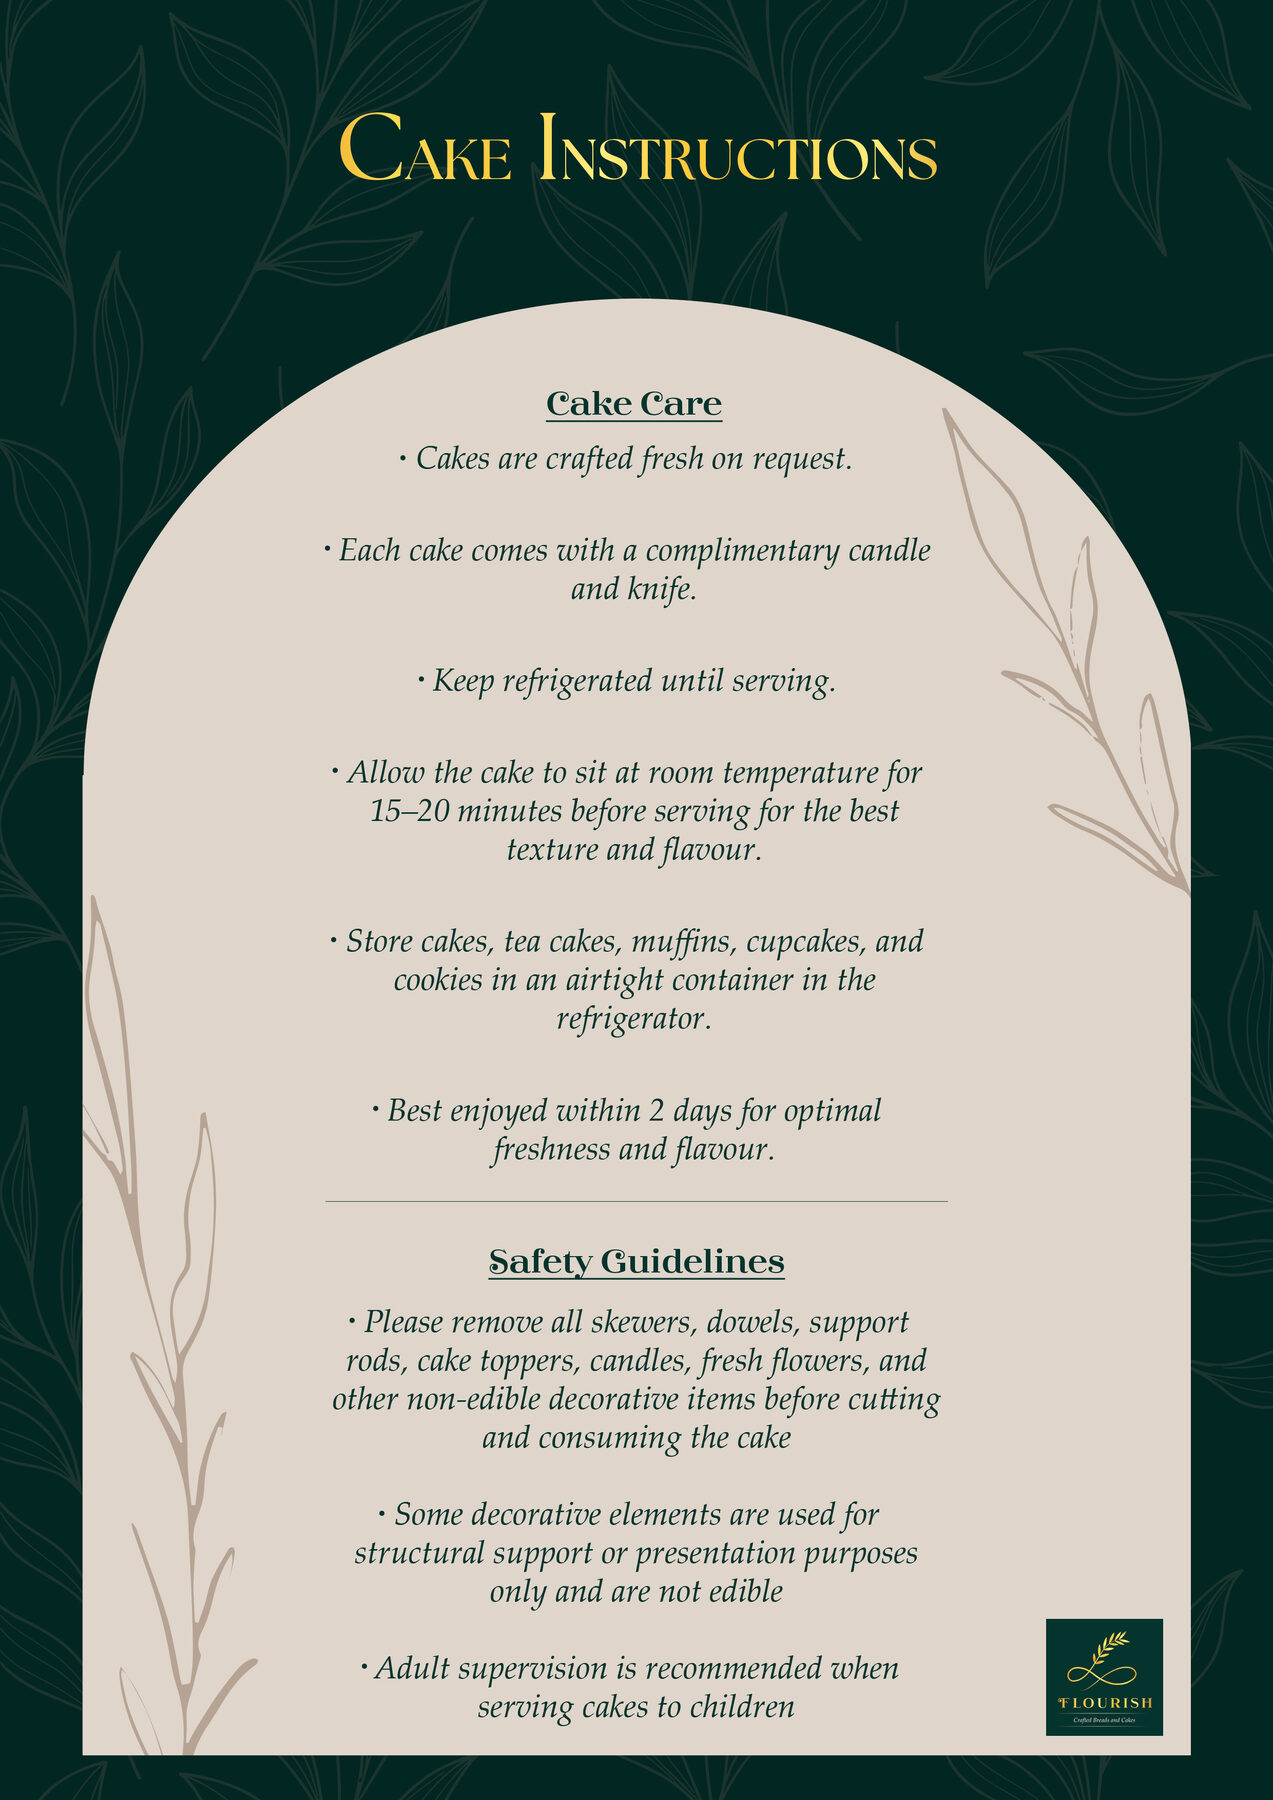 Cake Instructions
Cake Care
• Cakes are crafted fresh on request.
• Each cake comes with a complimentary candle
and knife.
• Keep refrigerated until serving.
• Allow the cake to sit at room temperature for
15–20 minutes before serving for the best
texture and flavour.
• Store cakes, tea cakes, muffins, cupcakes, and
cookies in an airtight container in the
refrigerator.
• Best enjoyed within 2 days for optimal
freshness and flavour.
Safety Guidelines
• Please remove all skewers, dowels, support
rods, cake toppers, candles, fresh flowers, and
other non-edible decorative items before cutting
and consuming the cake
• Some decorative elements are used for
structural support or presentation purposes
only and are not edible
• Adult supervision is recommended when
serving cakes to children
FLOURISH
Crafted Breads and Cakes